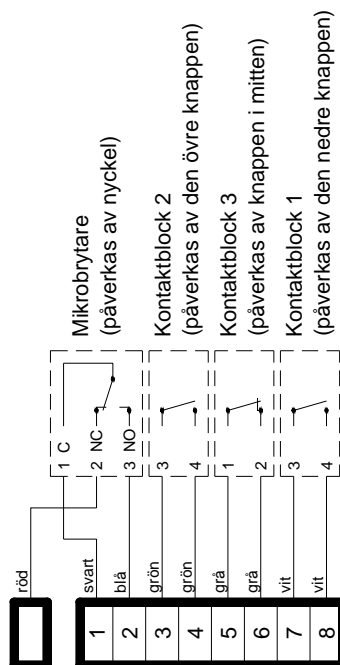 Mikrobrytare
(påverkas av nyckel)
Kontaktblock 2
(påverkas av den övre knappen)
Kontaktblock 3
(påverkas av knappen i mitten)
Kontaktblock 1
(påverkas av den nedre knappen)
1 C
2 NC
3 NO
3
4
1
2
3
4
röd
svart
blå
grön
grön
grå
grå
vit
vit
1
2
3
4
5
6
7
8